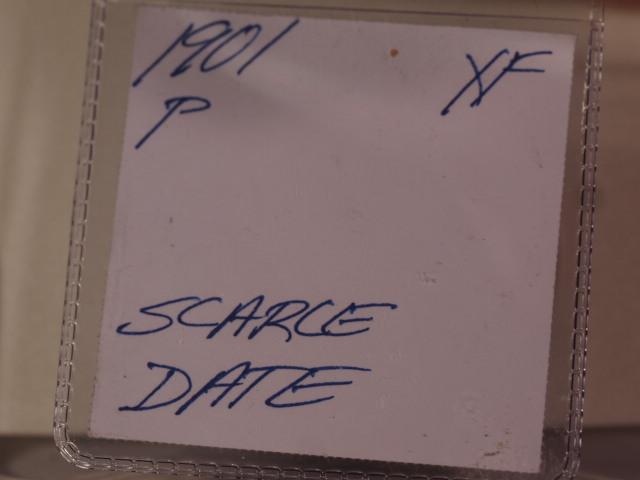 1901 XF
P
SCARCE
DATE